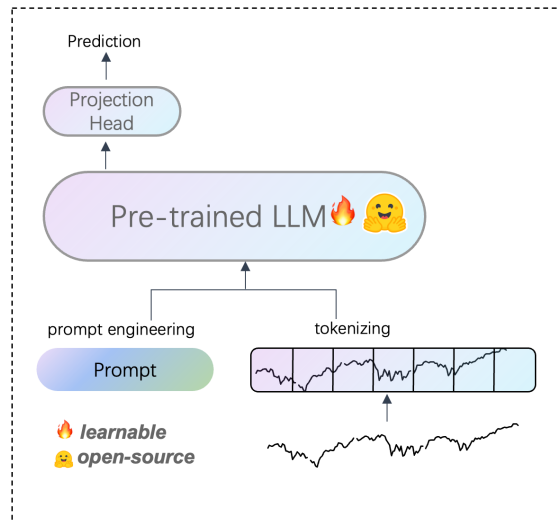 Prediction
Projection
Head
Pre-trained LLM
prompt engineering
tokenizing
Prompt
learnable
open-source